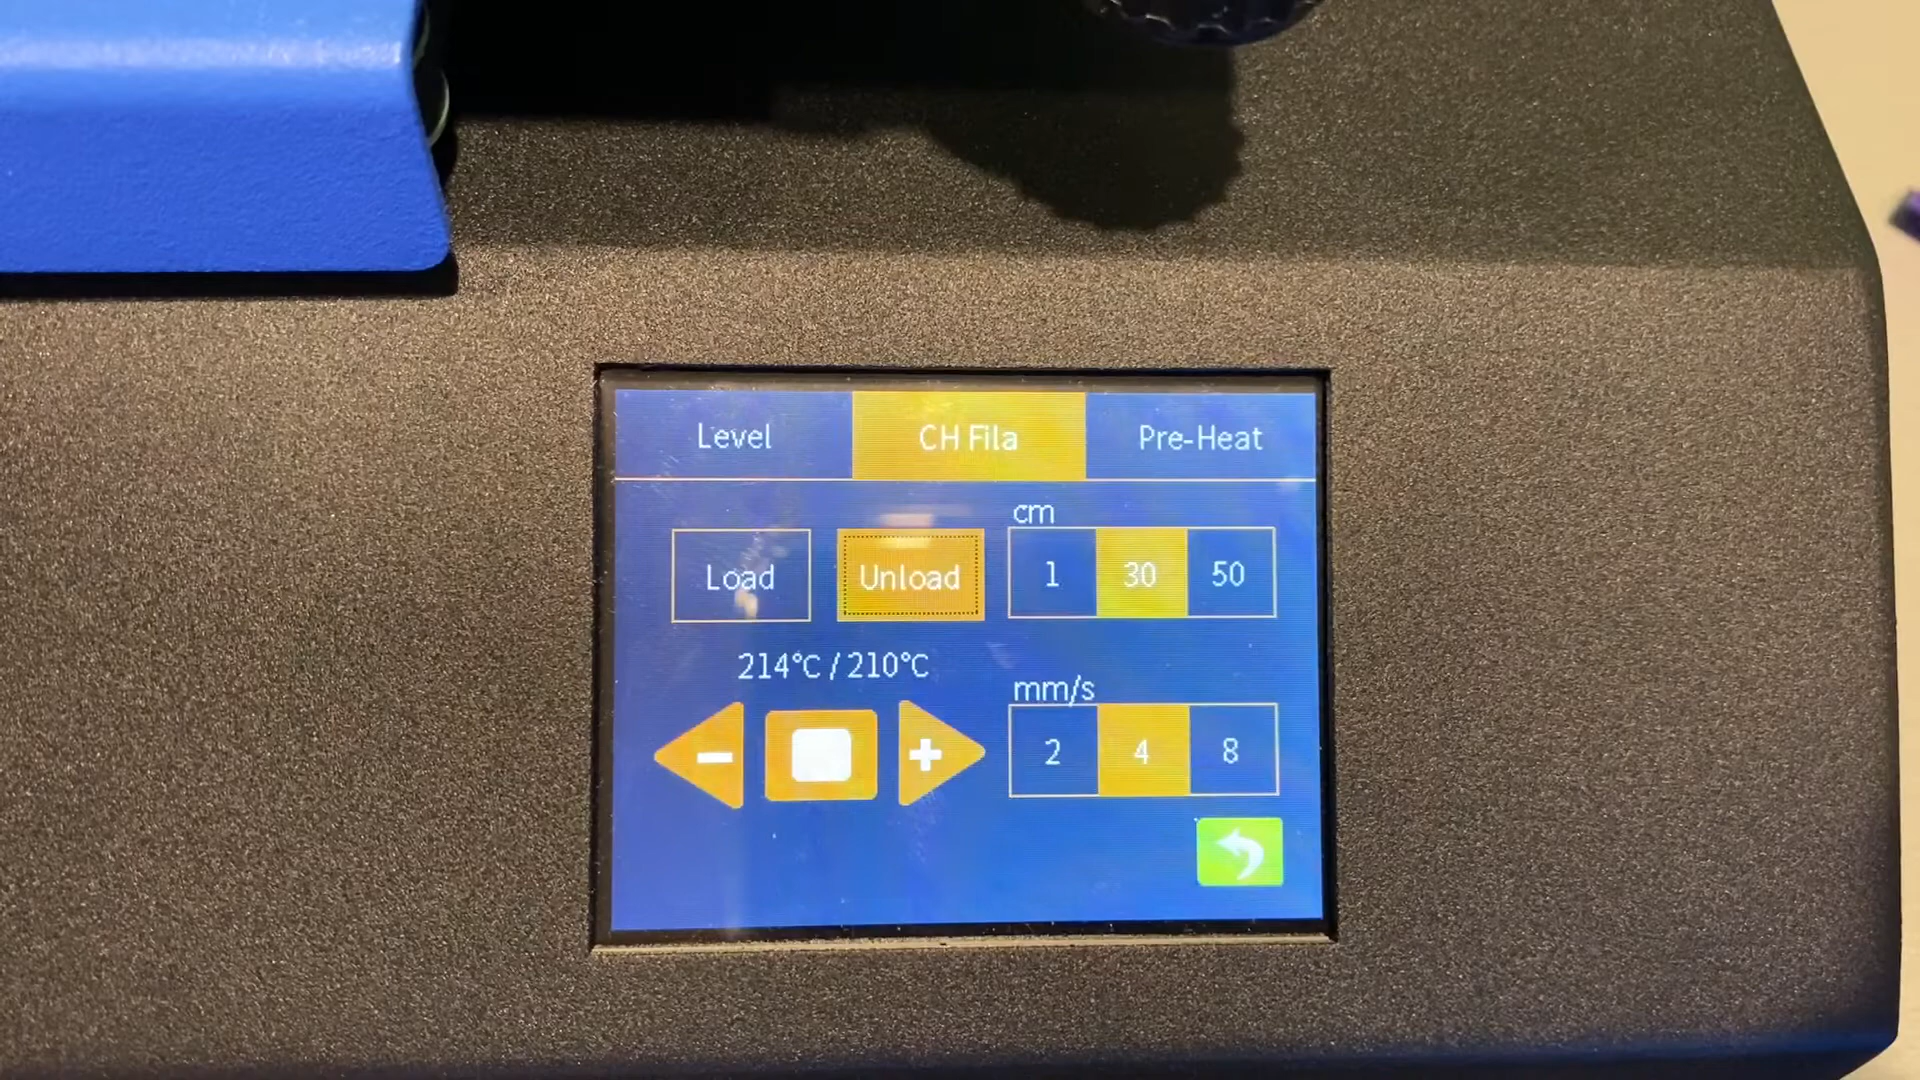 Level CH Fila Pre-Heat
cm
Load Unload 1 30 50
214°C / 210°C
mm/s
- + 2 4 8